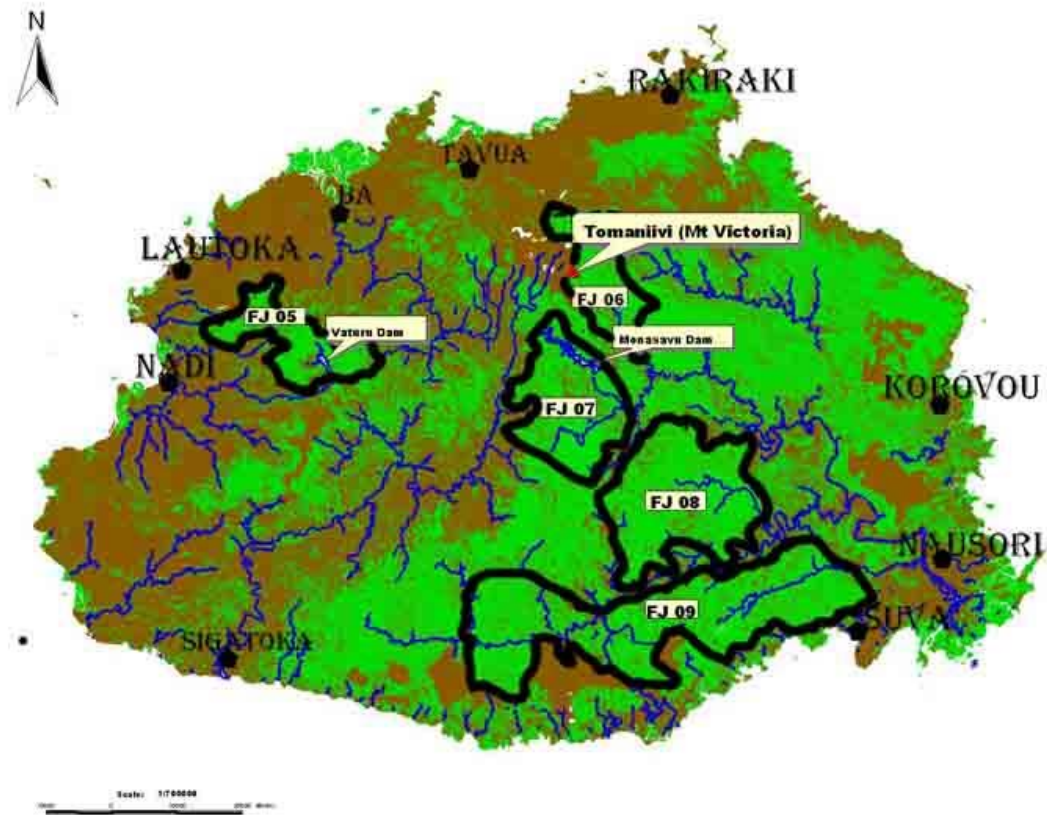 N
RAKIRAKI
TAVUA
BA
Tomaniivi (Mt Victoria)
LAUTOKA
FJ 06
FJ 05
Vaturu Dam
Monasavu Dam
NADI
KOROVOU
FJ 07
FJ 08
NAUSORI
FJ 09
SUVA
SIGATOKA
Scale: 1:700000